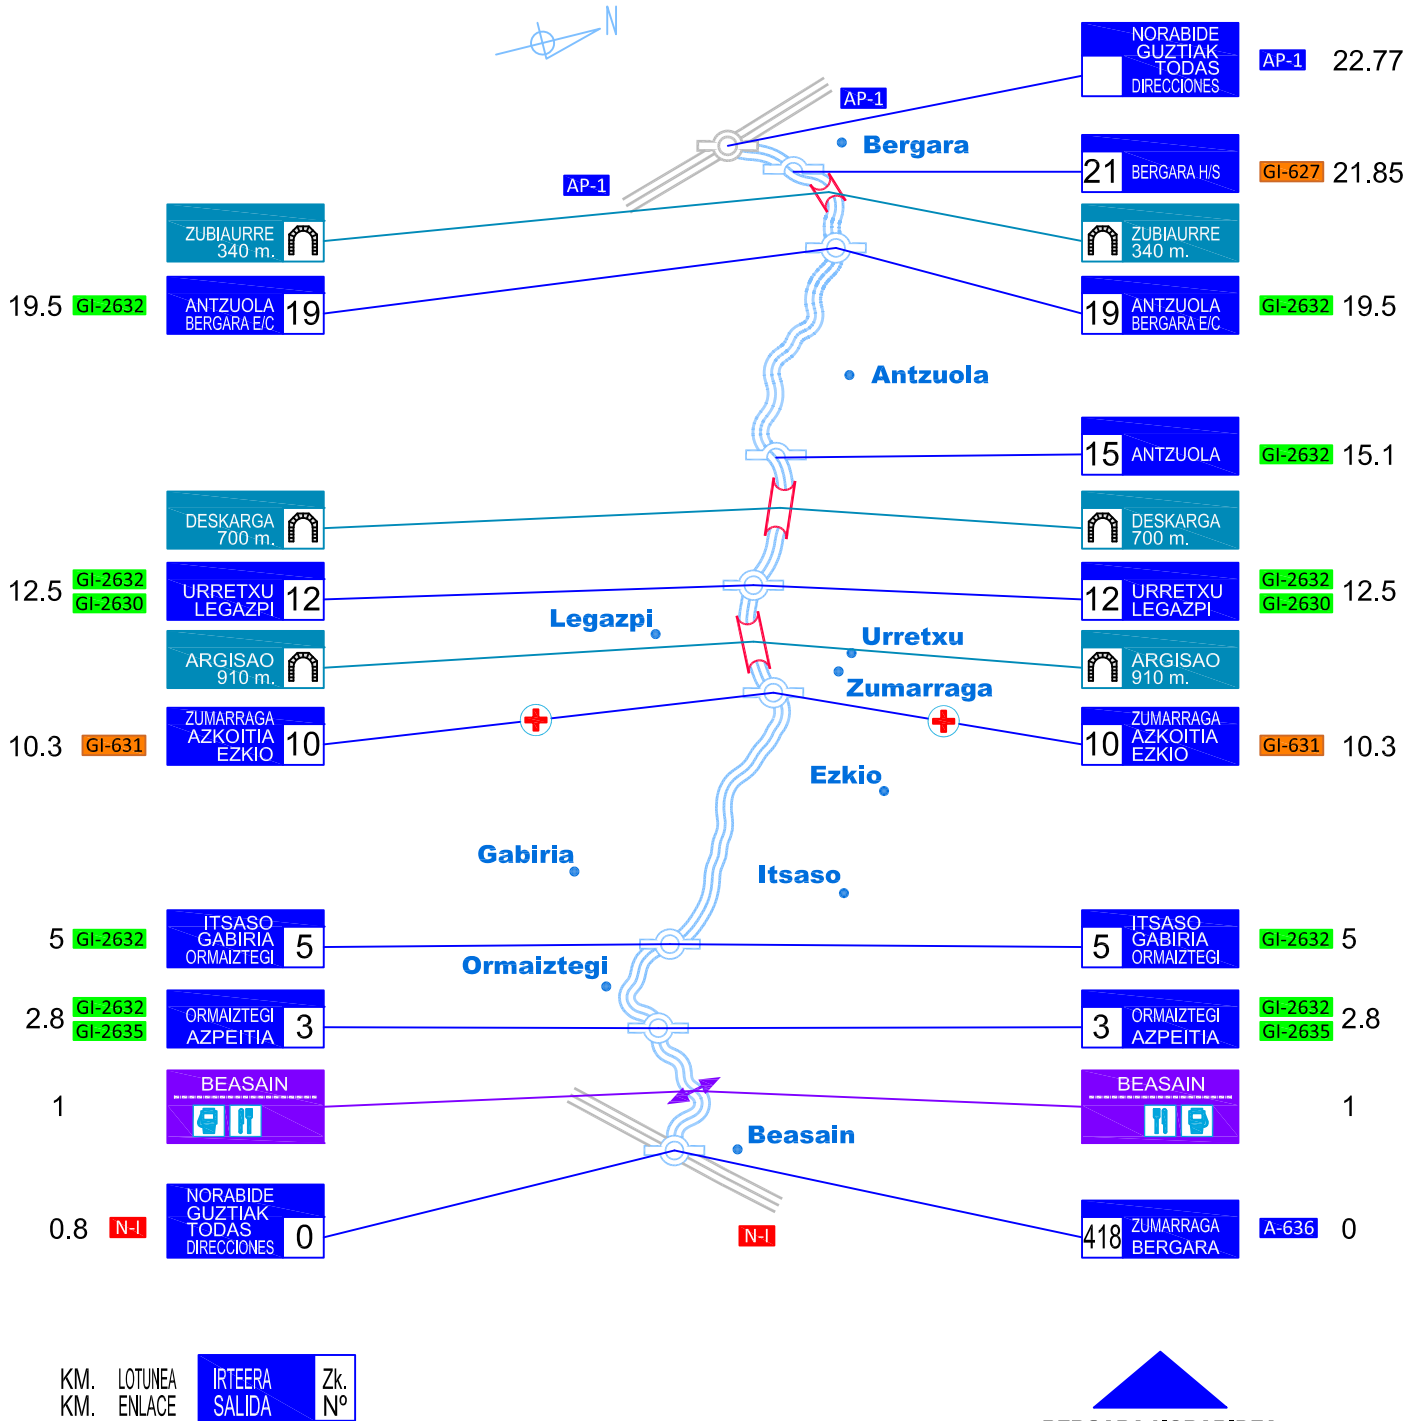 N
NORABIDE
GUZTIAK
TODAS
DIRECCIONES
AP-1 22.77
AP-1
Bergara
21 BERGARA H/S GI-627 21.85
AP-1
ZUBIAURRE
340 m.
ZUBIAURRE
340 m.
19.5 GI-2632 ANTZUOLA
BERGARA E/C 19
19 ANTZUOLA
BERGARA E/C GI-2632 19.5
Antzuola
15 ANTZUOLA GI-2632 15.1
DESKARGA
700 m.
DESKARGA
700 m.
12.5 GI-2632
GI-2630
URRETXU
LEGAZPI 12
12 URRETXU
LEGAZPI
GI-2632
GI-2630 12.5
Legazpi
Urretxu
ARGISAO
910 m.
ARGISAO
910 m.
Zumarraga
10.3 GI-631 ZUMARRAGA
AZKOITIA
EZKIO 10
10 ZUMARRAGA
AZKOITIA
EZKIO GI-631 10.3
Ezkio
Gabiria
Itsaso
5 GI-2632 ITSASO
GABIRIA
ORMAIZTEGI 5
5 ITSASO
GABIRIA
ORMAIZTEGI GI-2632 5
Ormaiztegi
2.8 GI-2632
GI-2635
ORMAIZTEGI
AZPEITIA 3
3 ORMAIZTEGI
AZPEITIA
GI-2632
GI-2635 2.8
1 BEASAIN
BEASAIN 1
Beasain
0.8 N-I NORABIDE
GUZTIAK
TODAS
DIRECCIONES 0
N-I
418 ZUMARRAGA
BERGARA A-636 0
KM. LOTUNEA IRTEERA Zk.
KM. ENLACE SALIDA Nº